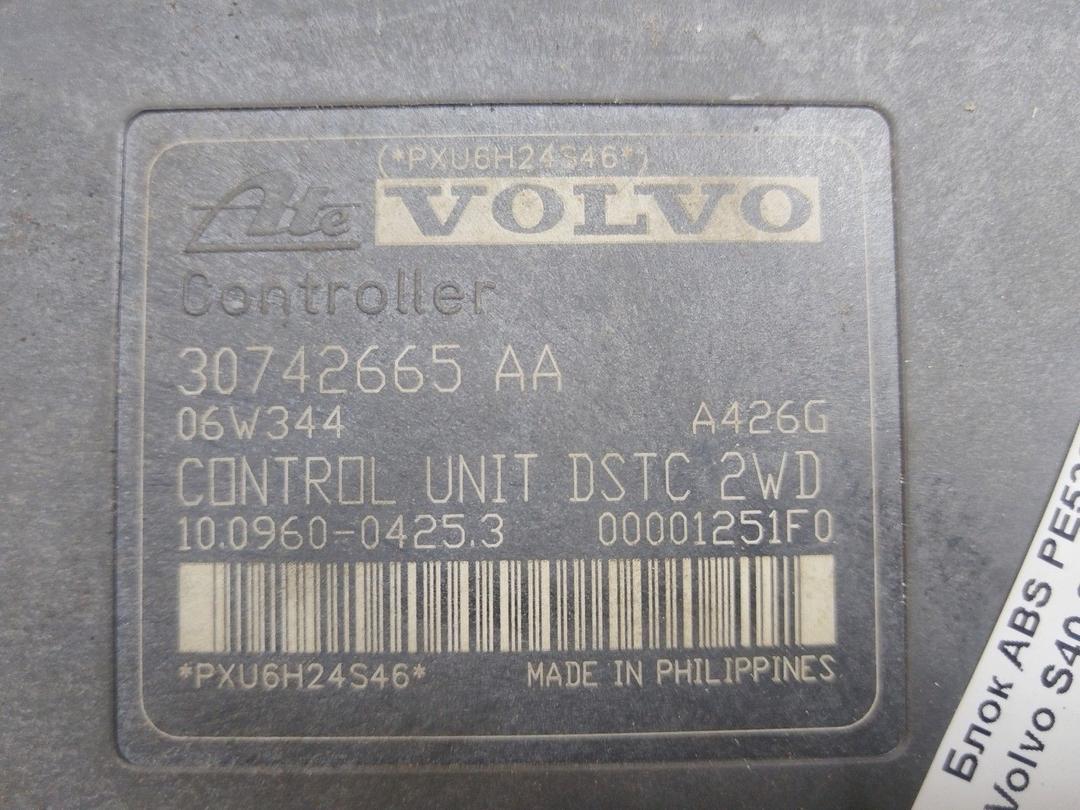 (*PXU6H24S46*)
Ate VOLVO
Controller
30742665 AA
06W344 A426G
CONTROL UNIT DSTC 2WD
10.0960-0425.3 00001251F0
*PXU6H24S46* MADE IN PHILIPPINES
Блок ABS
Volvo S40